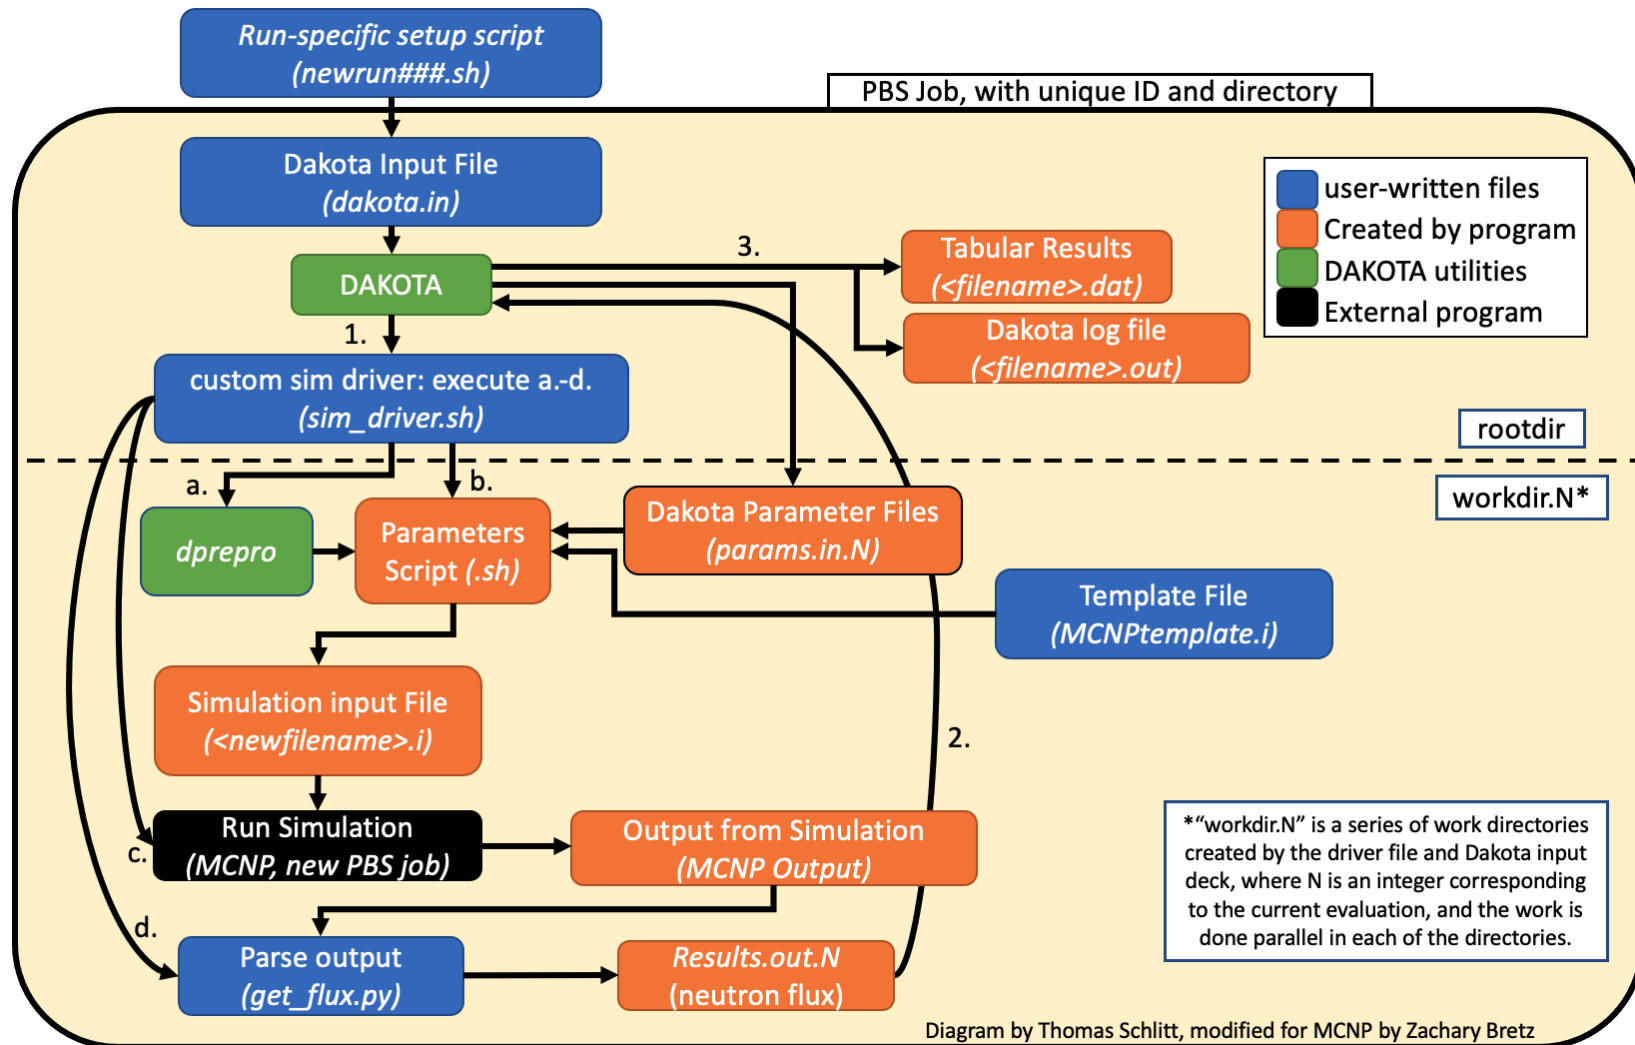 Run-specific setup script
(newrun###.sh)
PBS Job, with unique ID and directory
Dakota Input File
(dakota.in)
user-written files
Created by program
DAKOTA utilities
External program
DAKOTA
3.
Tabular Results
(<filename>.dat)
Dakota log file
(<filename>.out)
1.
custom sim driver: execute a.-d.
(sim_driver.sh)
rootdir
workdir.N*
a.
b.
dprepro
Parameters
Script (.sh)
Dakota Parameter Files
(params.in.N)
Template File
(MCNPtemplate.i)
Simulation input File
(<newfilename>.i)
2.
c.
Run Simulation
(MCNP, new PBS job)
Output from Simulation
(MCNP Output)
d.
Parse output
(get_flux.py)
Results.out.N
(neutron flux)
*“workdir.N” is a series of work directories
created by the driver file and Dakota input
deck, where N is an integer corresponding
to the current evaluation, and the work is
done parallel in each of the directories.
Diagram by Thomas Schlitt, modified for MCNP by Zachary Bretz